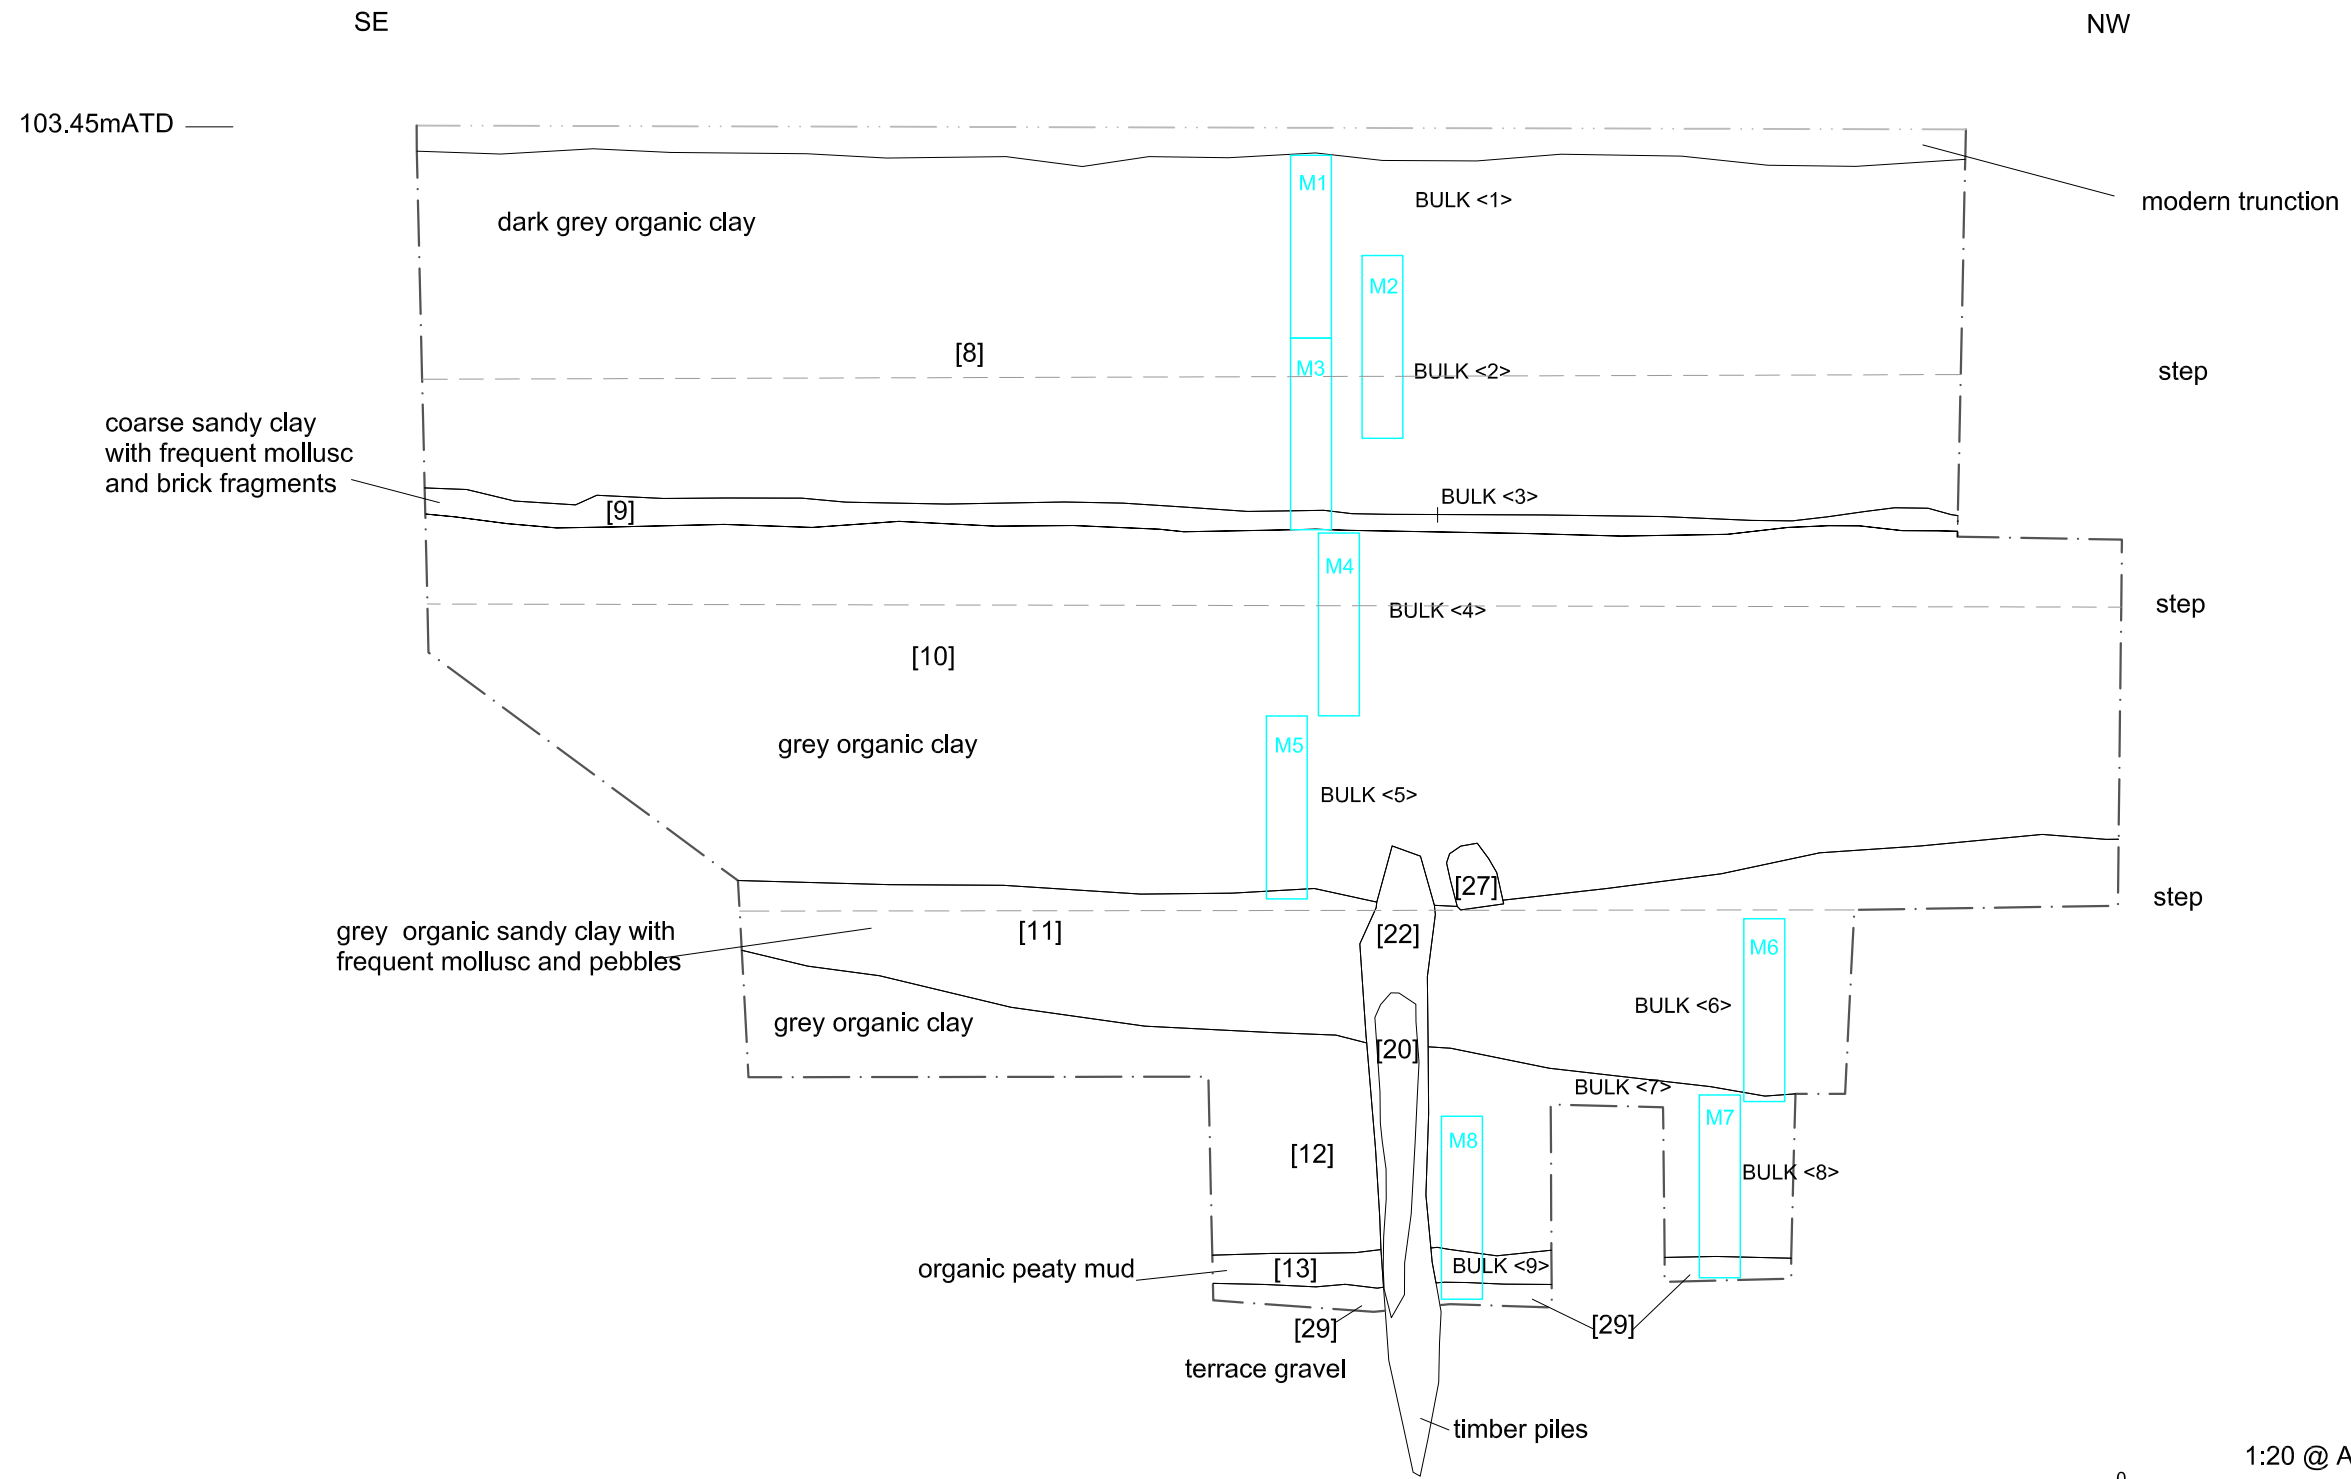 SE
NW
103.45mATD
M1
BULK <1>
modern trunction
dark grey organic clay
M2
[8]
M3
BULK <2>
step
coarse sandy clay
with frequent mollusc
and brick fragments
BULK <3>
[9]
M4
BULK <4>
step
[10]
grey organic clay
M5
BULK <5>
[27]
step
grey organic sandy clay with
frequent mollusc and pebbles
[11]
[22]
M6
BULK <6>
grey organic clay
[20]
BULK <7>
M7
[12]
M8
BULK <8>
organic peaty mud
[13]
BULK <9>
[29]
[29]
terrace gravel
timber piles
1:20 @ A